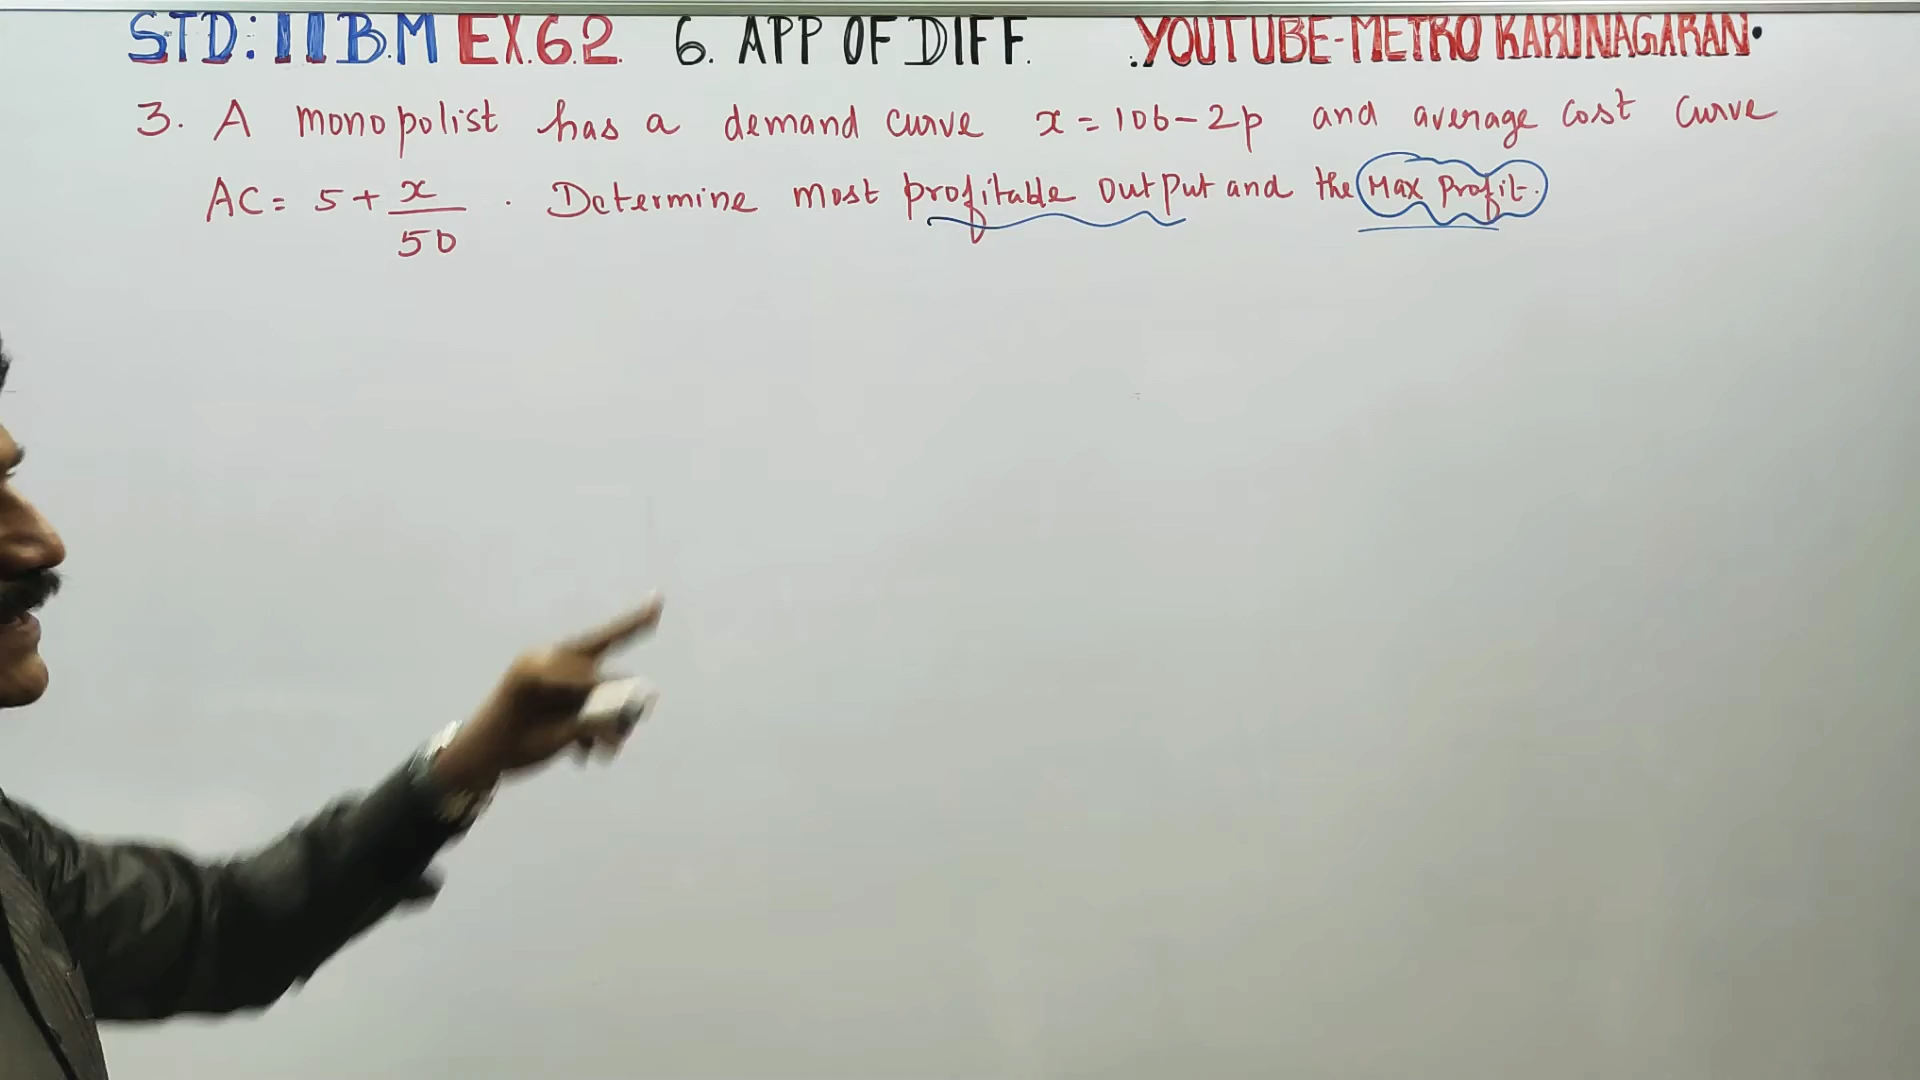 STD: 11 B.M EX.6.2. 6. APP OF DIFF. YOUTUBE-METRO KARUNAGARAN.
3. A monopolist has a demand curve x = 106 - 2p and average cost curve
AC = 5 + x/50. Determine most profitable output and the Max Profit.